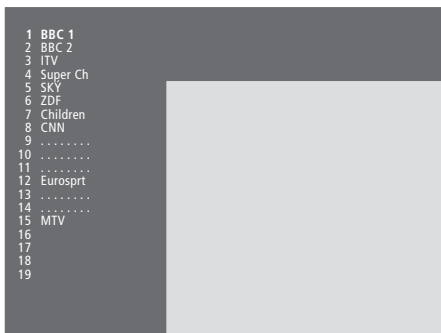 1 BBC 1
2 BBC 2
3 ITV
4 Super Ch
5 SKY
6 ZDF
7 Children
8 CNN
9 . . . . . . . .
10 . . . . . . . .
11 . . . . . . . .
12 Eurosprt
13 . . . . . . . .
14 . . . . . . . .
15 MTV
16
17
18
19